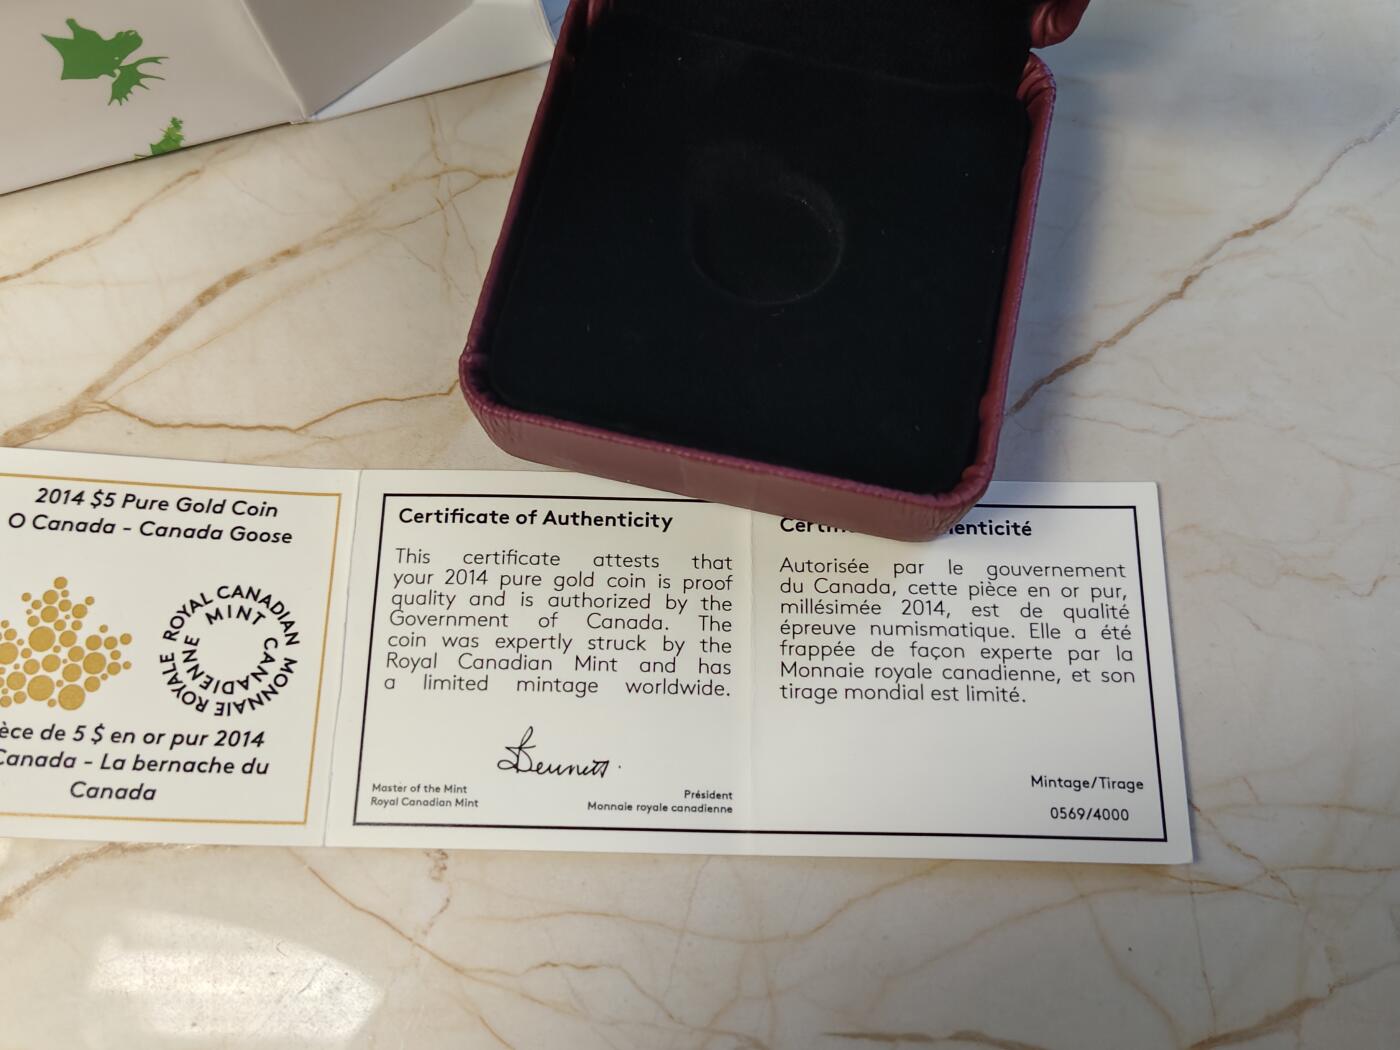 2014 $5 Pure Gold Coin
O Canada - Canada Goose
ROYAL CANADIAN MINT
MONNAIE ROYALE CANADIENNE
de 5 $ en or pur 2014
Canada - La bernache du
Canada
Certificate of Authenticity
This certificate attests that
your 2014 pure gold coin is proof
quality and is authorized by the
Government of Canada. The
coin was expertly struck by the
Royal Canadian Mint and has
a limited mintage worldwide.
Bennett
Master of the Mint
Royal Canadian Mint
Président
Monnaie royale canadienne
Autorisée par le gouvernement
du Canada, cette pièce en or pur,
millésimée 2014, est de qualité
épreuve numismatique. Elle a été
frappée de façon experte par la
Monnaie royale canadienne, et son
tirage mondial est limité.
Mintage/Tirage
0569/4000